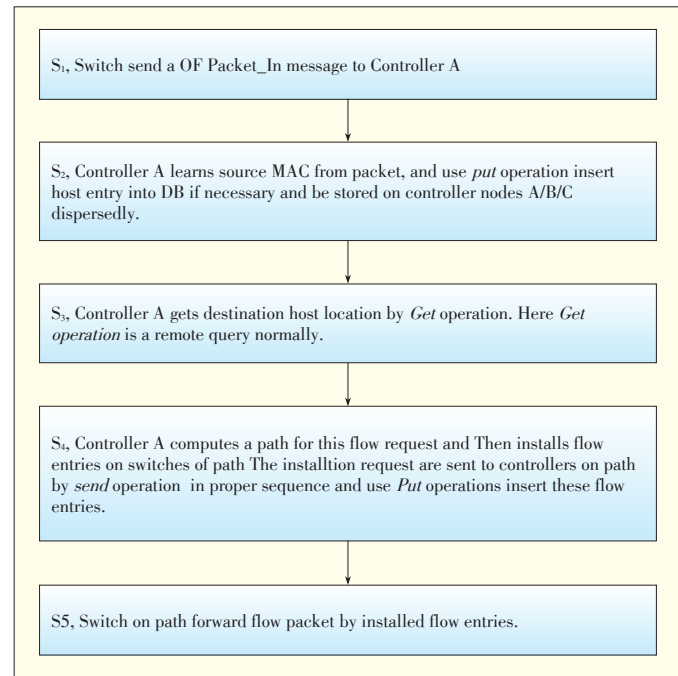 S₁, Switch send a OF Packet_In message to Controller A
S₂, Controller A learns source MAC from packet, and use put operation insert
host entry into DB if necessary and be stored on controller nodes A/B/C
dispersedly.
S₃, Controller A gets destination host location by Get operation. Here Get
operation is a remote query normally.
S₄, Controller A computes a path for this flow request and Then installs flow
entries on switches of path The installtion request are sent to controllers on path
by send operation in proper sequence and use Put operations insert these flow
entries.
S5, Switch on path forward flow packet by installed flow entries.